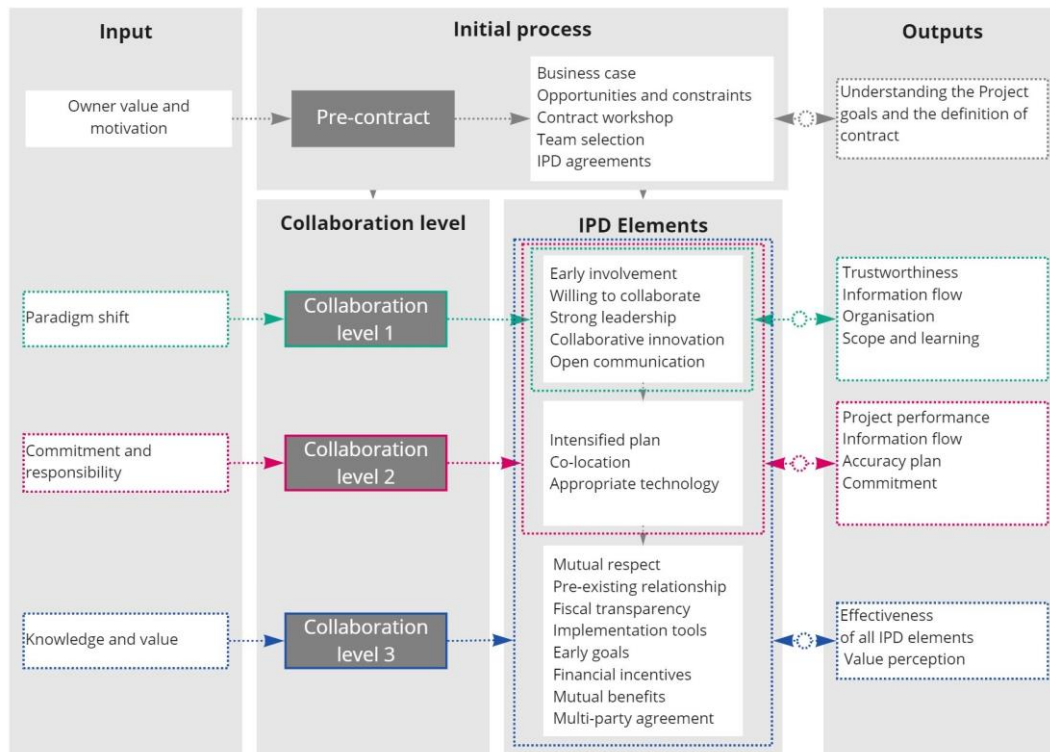 Input
Initial process
Outputs
Owner value and
motivation
Pre-contract
Business case
Opportunities and constraints
Contract workshop
Team selection
IPD agreements
Understanding the Project
goals and the definition of
contract
Collaboration level
IPD Elements
Paradigm shift
Collaboration
level 1
Early involvement
Willing to collaborate
Strong leadership
Collaborative innovation
Open communication
Trustworthiness
Information flow
Organisation
Scope and learning
Commitment and
responsibility
Collaboration
level 2
Intensified plan
Co-location
Appropriate technology
Project performance
Information flow
Accuracy plan
Commitment
Knowledge and value
Collaboration
level 3
Mutual respect
Pre-existing relationship
Fiscal transparency
Implementation tools
Early goals
Financial incentives
Mutual benefits
Multi-party agreement
Effectiveness
of all IPD elements
Value perception